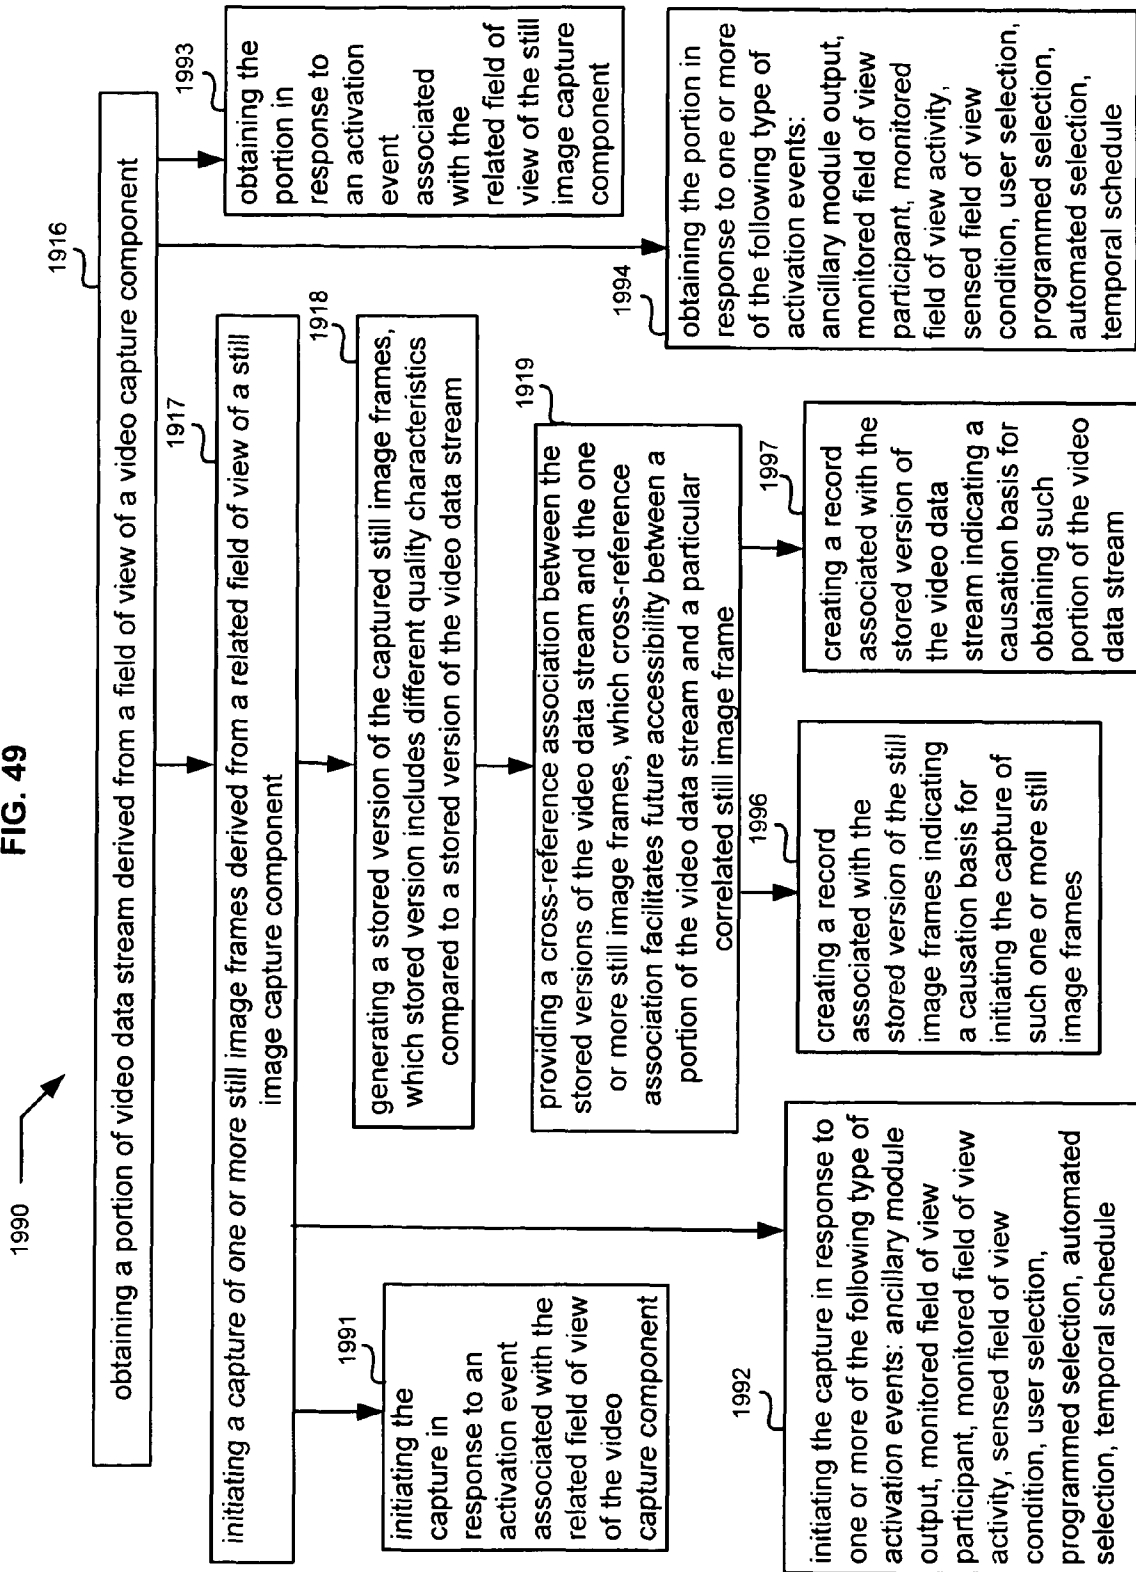 FIG. 49
1990
1916
obtaining a portion of video data stream derived from a field of view of a video capture component
1917
initiating a capture of one or more still image frames derived from a related field of view of a still
image capture component
1993
obtaining the
portion in
response to
an activation
event
associated
with the
related field of
view of the still
image capture
component
1918
generating a stored version of the captured still image frames,
which stored version includes different quality characteristics
compared to a stored version of the video data stream
1991
initiating the
capture in
response to an
activation event
associated with the
related field of view
of the video
capture component
1919
providing a cross-reference association between the
stored versions of the video data stream and the one
or more still image frames, which cross-reference
association facilitates future accessibility between a
portion of the video data stream and a particular
correlated still image frame
1994
obtaining the portion in
response to one or more
of the following type of
activation events:
ancillary module output,
monitored field of view
participant, monitored
field of view activity,
sensed field of view
condition, user selection,
programmed selection,
automated selection,
temporal schedule
1992
initiating the capture in response to
one or more of the following type of
activation events: ancillary module
output, monitored field of view
participant, monitored field of view
activity, sensed field of view
condition, user selection,
programmed selection, automated
selection, temporal schedule
1996
creating a record
associated with the
stored version of the still
image frames indicating
a causation basis for
initiating the capture of
such one or more still
image frames
1997
creating a record
associated with the
stored version of
the video data
stream indicating a
causation basis for
obtaining such
portion of the video
data stream